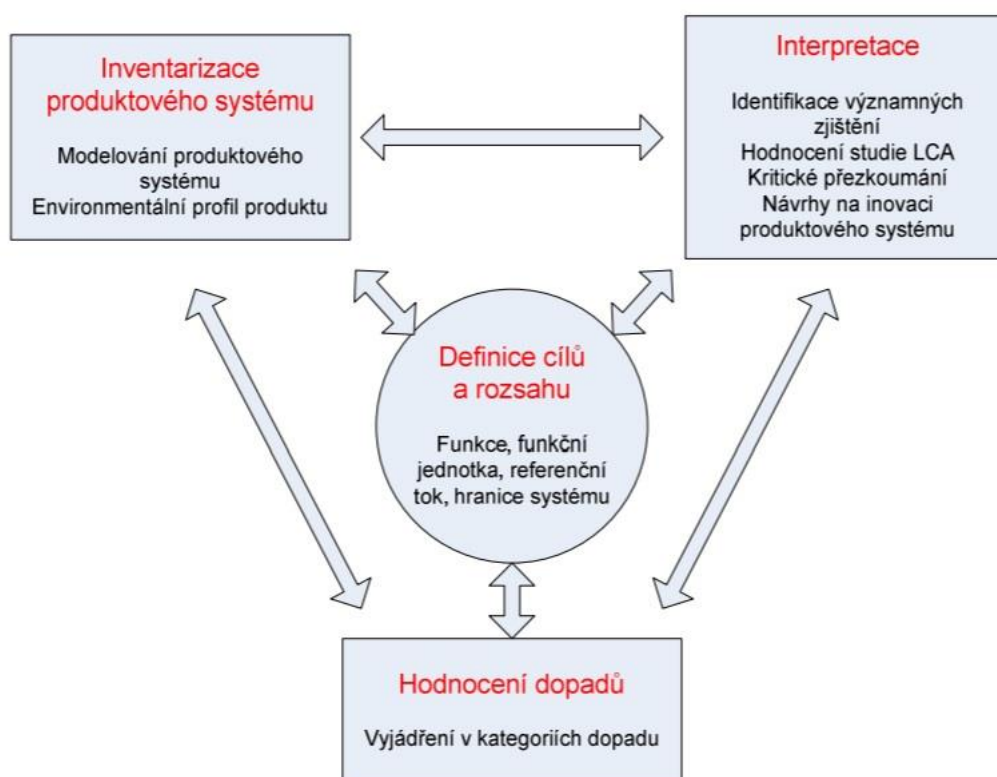 Inventarizace
produktového systému
Modelování produktového
systému
Environmentální profil produktu
Interpretace
Identifikace významných
zjištění
Hodnocení studie LCA
Kritické přezkoumání
Návrhy na inovaci
produktového systému
Definice cílů
a rozsahu
Funkce, funkční
jednotka, referenční
tok, hranice systému
Hodnocení dopadů
Vyjádření v kategoriích dopadu